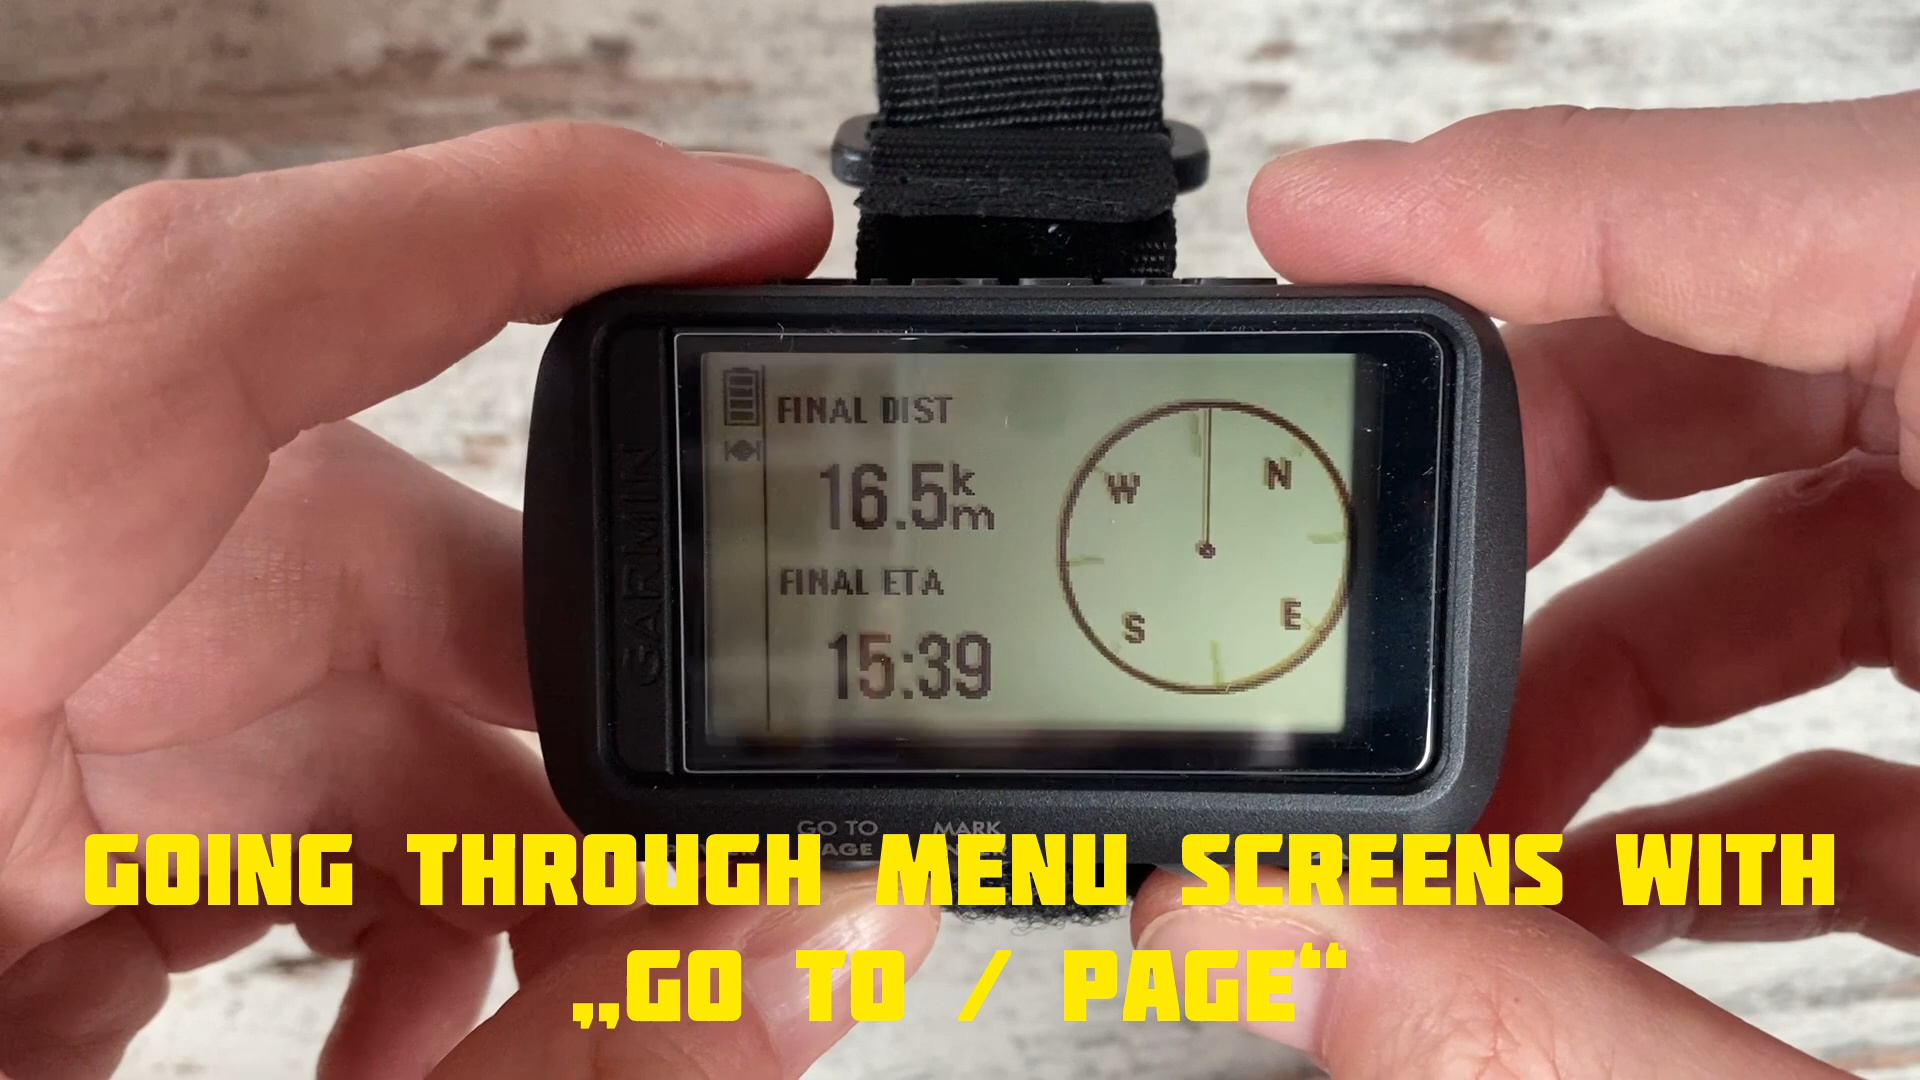 GARMIN
FINAL DIST
16.5km
FINAL ETA
15:39
W
N
S
E
GO TO
MARK
GOING THROUGH MENU SCREENS WITH
„GO TO / PAGE“